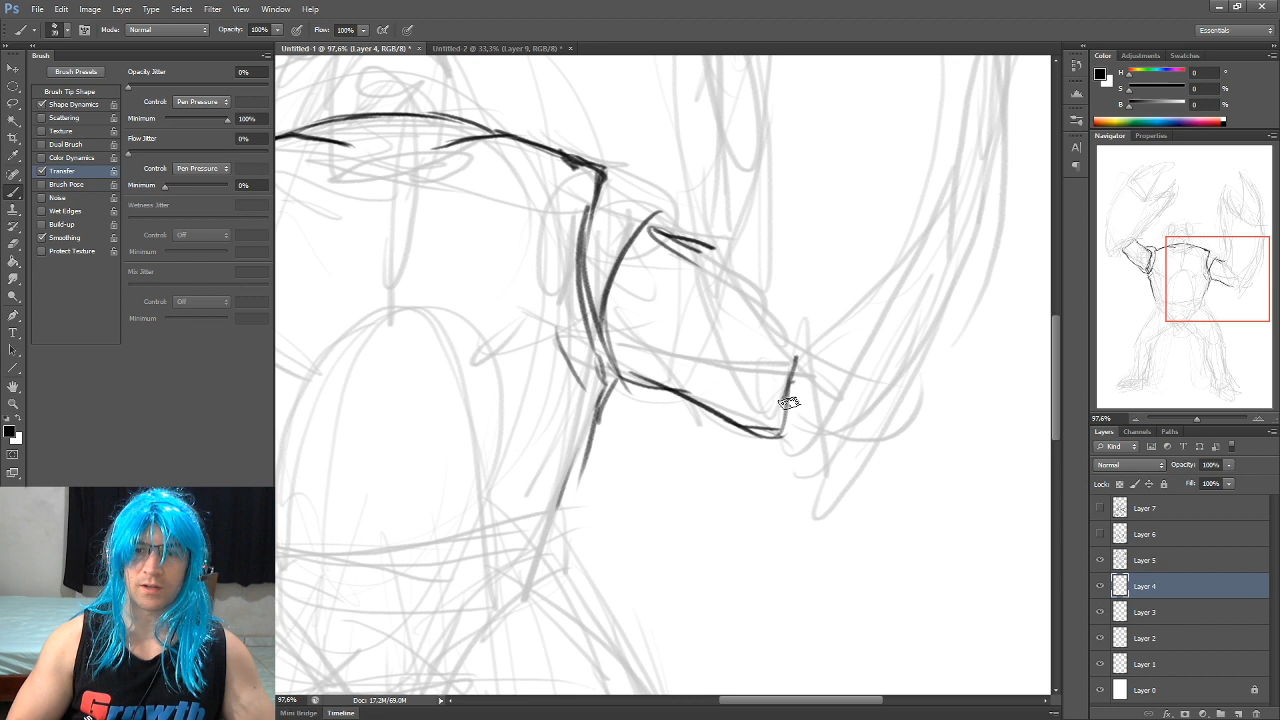 Ps File Edit Image Layer Type Select Filter View Window Help
39 Mode: Normal Opacity: 100% Flow: 100% Essentials
Untitled-1 @ 97,6% (Layer 4, RGB/8) * × Untitled-2 @ 33,3% (Layer 9, RGB/8) * ×
Brush
Brush Presets
Brush Tip Shape
Shape Dynamics
Scattering
Texture
Dual Brush
Color Dynamics
Transfer
Brush Pose
Noise
Wet Edges
Build-up
Smoothing
Protect Texture
Opacity Jitter 0%
Control: Pen Pressure
Minimum 100%
Flow Jitter 0%
Control: Pen Pressure
Minimum 0%
Wetness Jitter
Control: Off
Minimum
Mix Jitter
Control: Off
Minimum
Color Adjustments Swatches
H 0 °
S 0 %
B 0 %
Navigator Properties
97,6%
Layers Channels Paths
Kind
Normal Opacity: 100%
Lock: Fill: 100%
Layer 7
Layer 6
Layer 5
Layer 4
Layer 3
Layer 2
Layer 1
Layer 0
97,6% Doc: 17,2M/69,0M
Mini Bridge Timeline
Growth